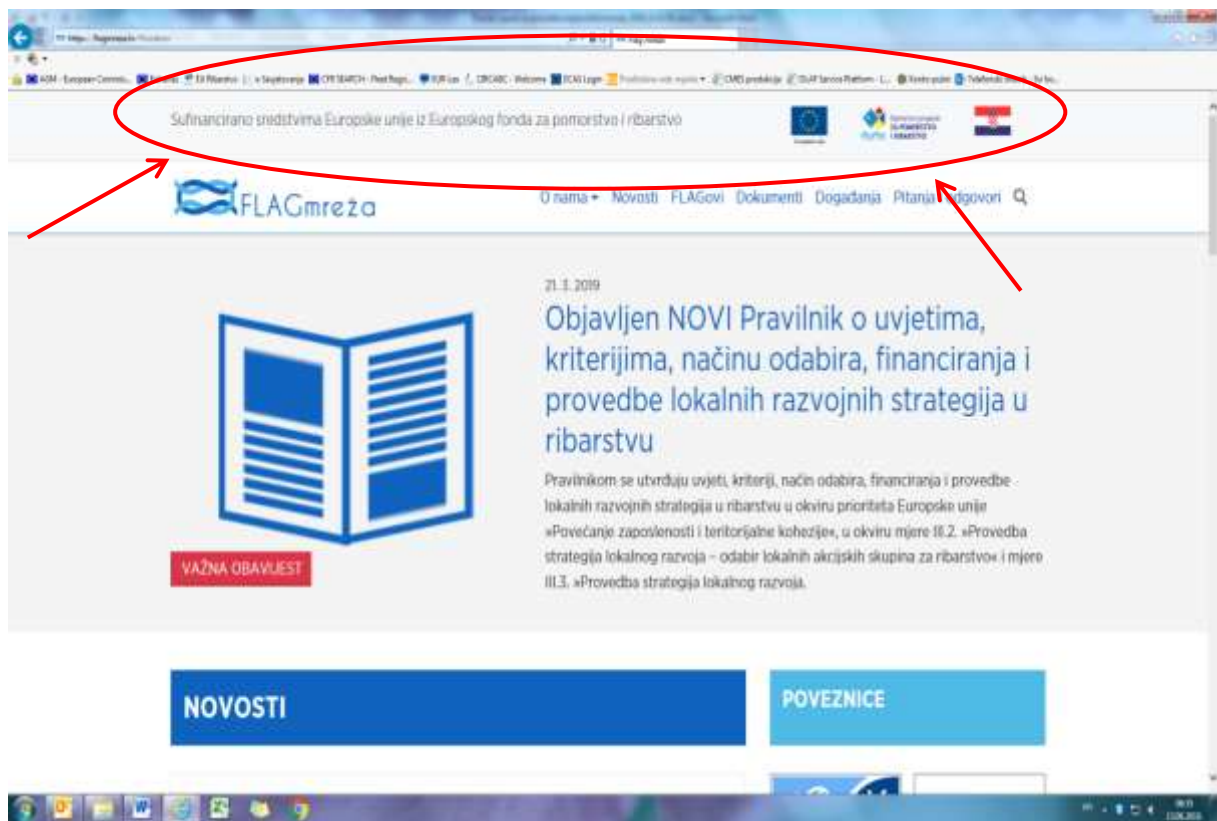 Sufinancirano sredstvima Europske unije iz Europskog fonda za pomorstvo i ribarstvo
FLAGmreža
O nama Novosti FLAGovi Dokumenti Događanja Pitanja odgovori
21. 3. 2019
Objavljen NOVI Pravilnik o uvjetima,
kriterijima, načinu odabira, financiranja i
provedbe lokalnih razvojnih strategija u
ribarstvu
Pravilnikom se utvrđuju uvjeti, kriteriji, način odabira, financiranja i provedbe
lokalnih razvojnih strategija u ribarstvu u okviru prioriteta Europske unije
»Povećanje zaposlenosti i teritorijalne kohezije«, u okviru mjere III.2. »Provedba
strategija lokalnog razvoja – odabir lokalnih akcijskih skupina za ribarstvo« i mjere
III.3. »Provedba strategija lokalnog razvoja.
VAŽNA OBAVIJEST
NOVOSTI
POVEZNICE